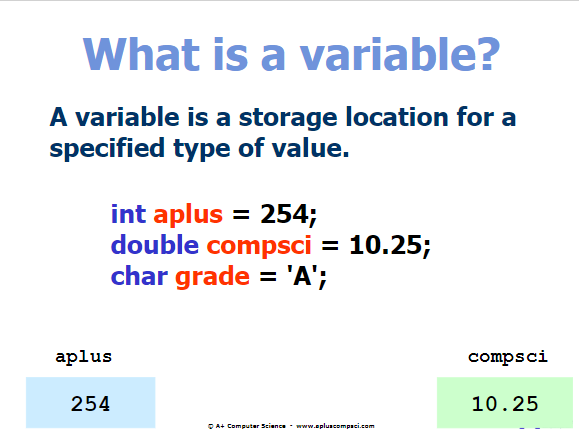 What is a variable?
A variable is a storage location for a
specified type of value.
int aplus = 254;
double compsci = 10.25;
char grade = 'A';
aplus
compsci
254
10.25
© A+ Computer Science - www.apluscompsci.com